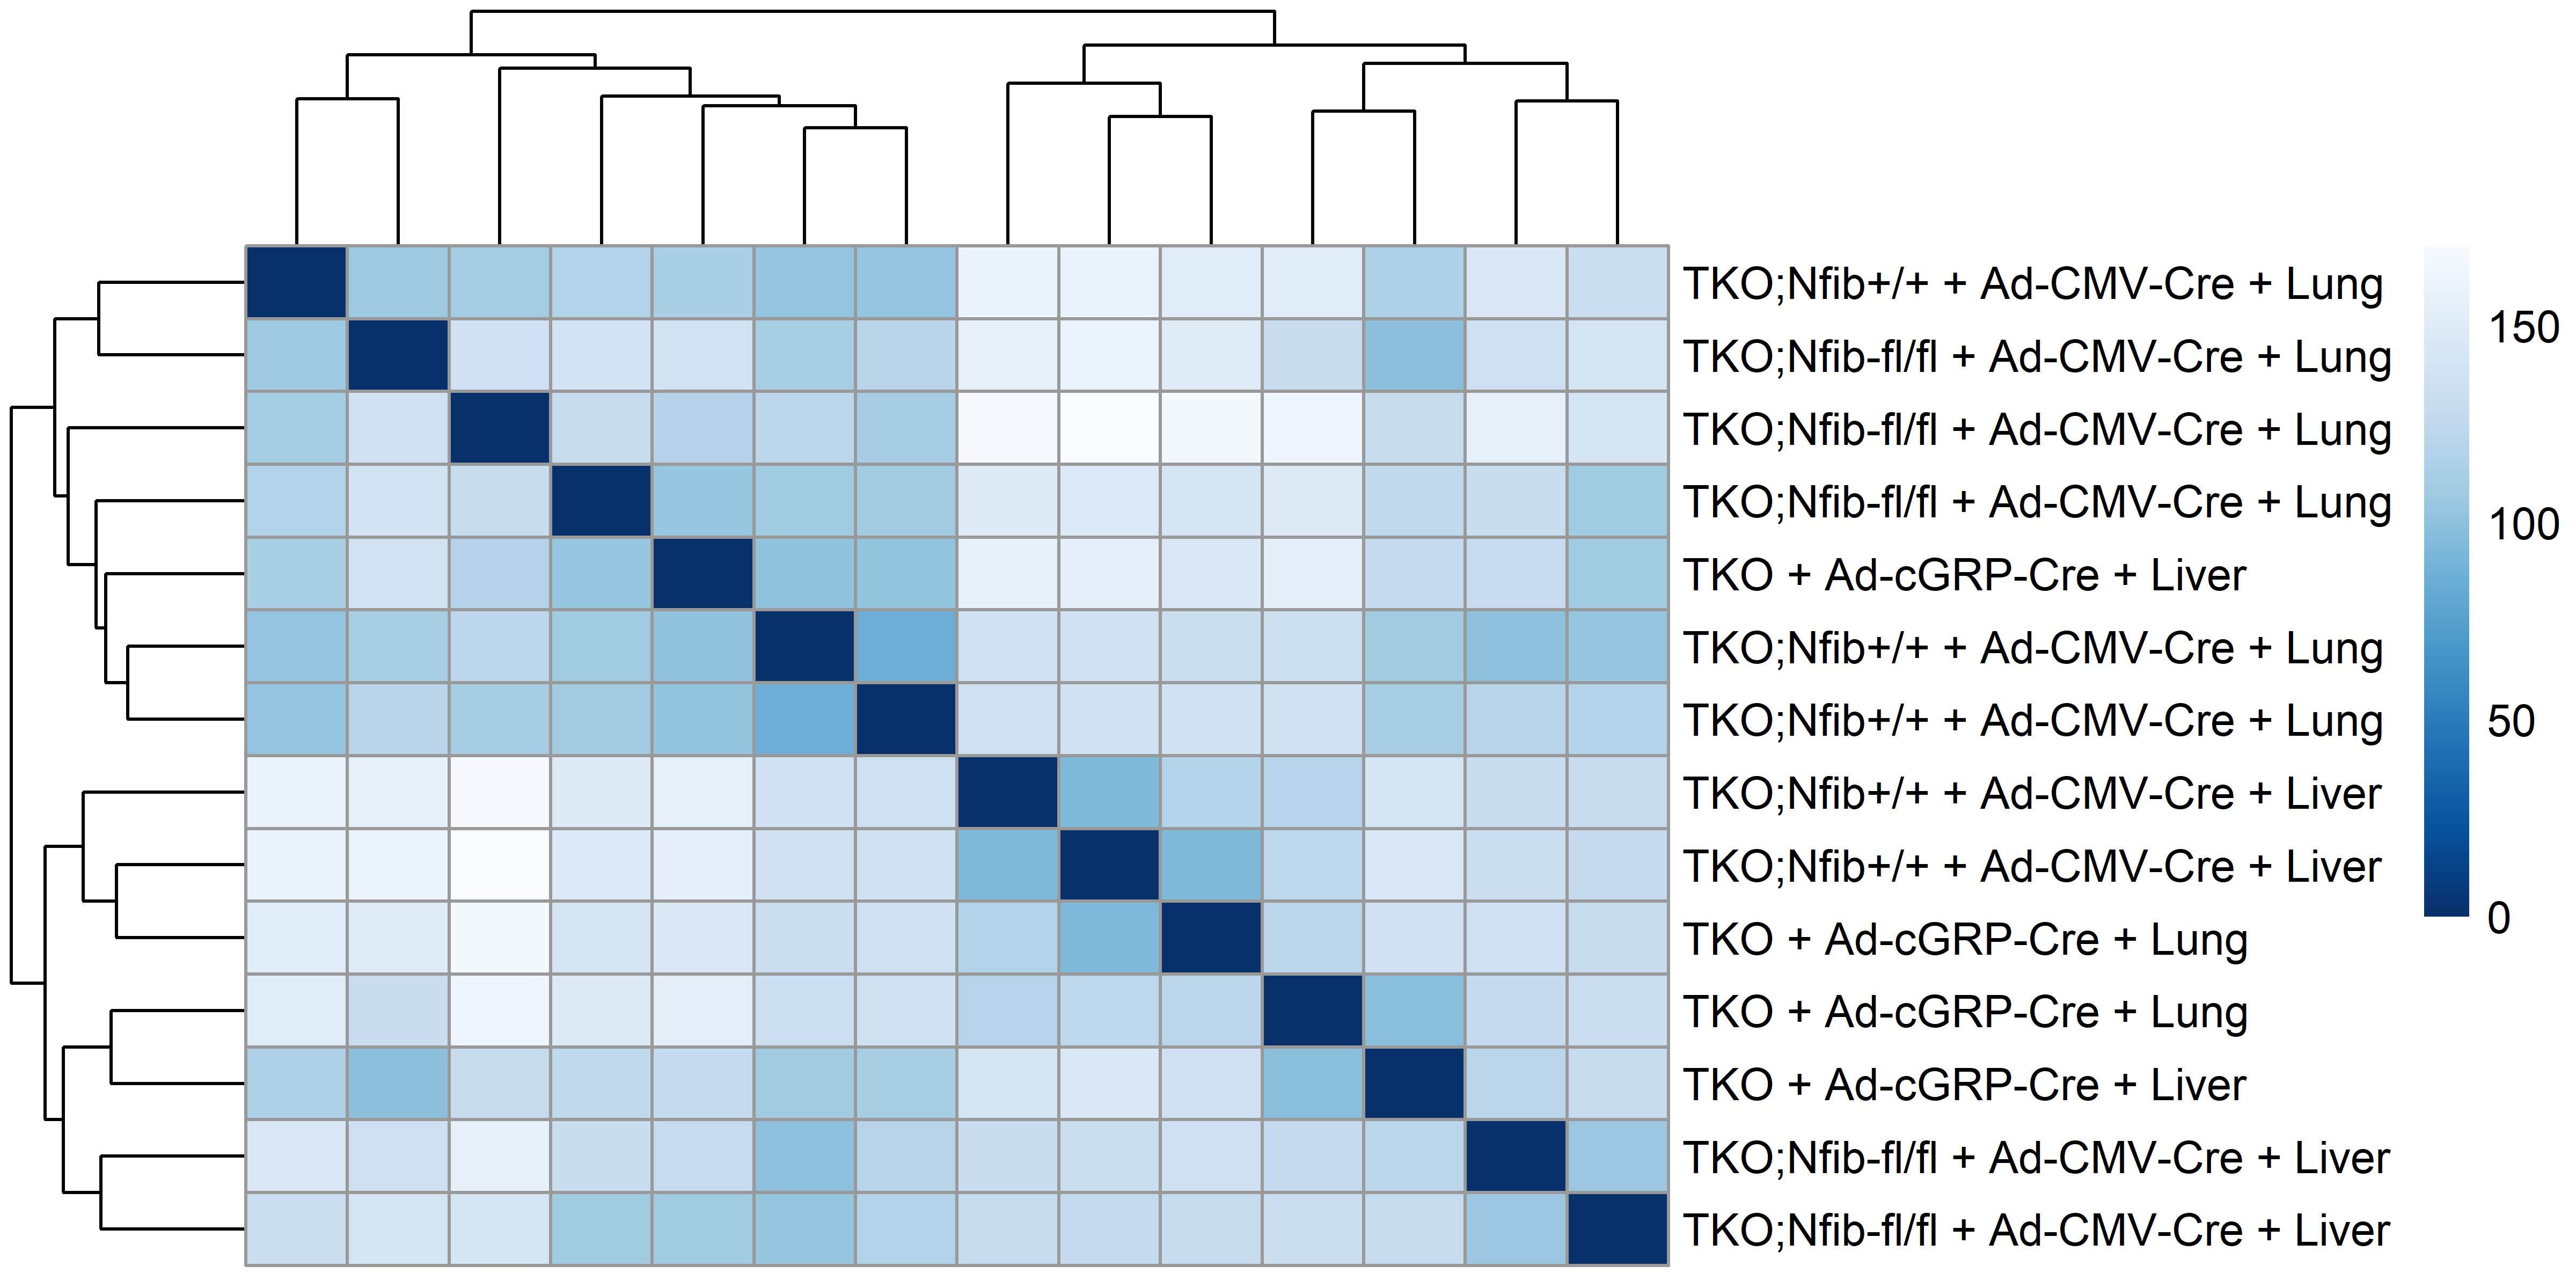 TKO;Nfib+/+ + Ad-CMV-Cre + Lung
TKO;Nfib-fl/fl + Ad-CMV-Cre + Lung
TKO;Nfib-fl/fl + Ad-CMV-Cre + Lung
TKO;Nfib-fl/fl + Ad-CMV-Cre + Lung
TKO + Ad-cGRP-Cre + Liver
TKO;Nfib+/+ + Ad-CMV-Cre + Lung
TKO;Nfib+/+ + Ad-CMV-Cre + Lung
TKO;Nfib+/+ + Ad-CMV-Cre + Liver
TKO;Nfib+/+ + Ad-CMV-Cre + Liver
TKO + Ad-cGRP-Cre + Lung
TKO + Ad-cGRP-Cre + Lung
TKO + Ad-cGRP-Cre + Liver
TKO;Nfib-fl/fl + Ad-CMV-Cre + Liver
TKO;Nfib-fl/fl + Ad-CMV-Cre + Liver
150
100
50
0